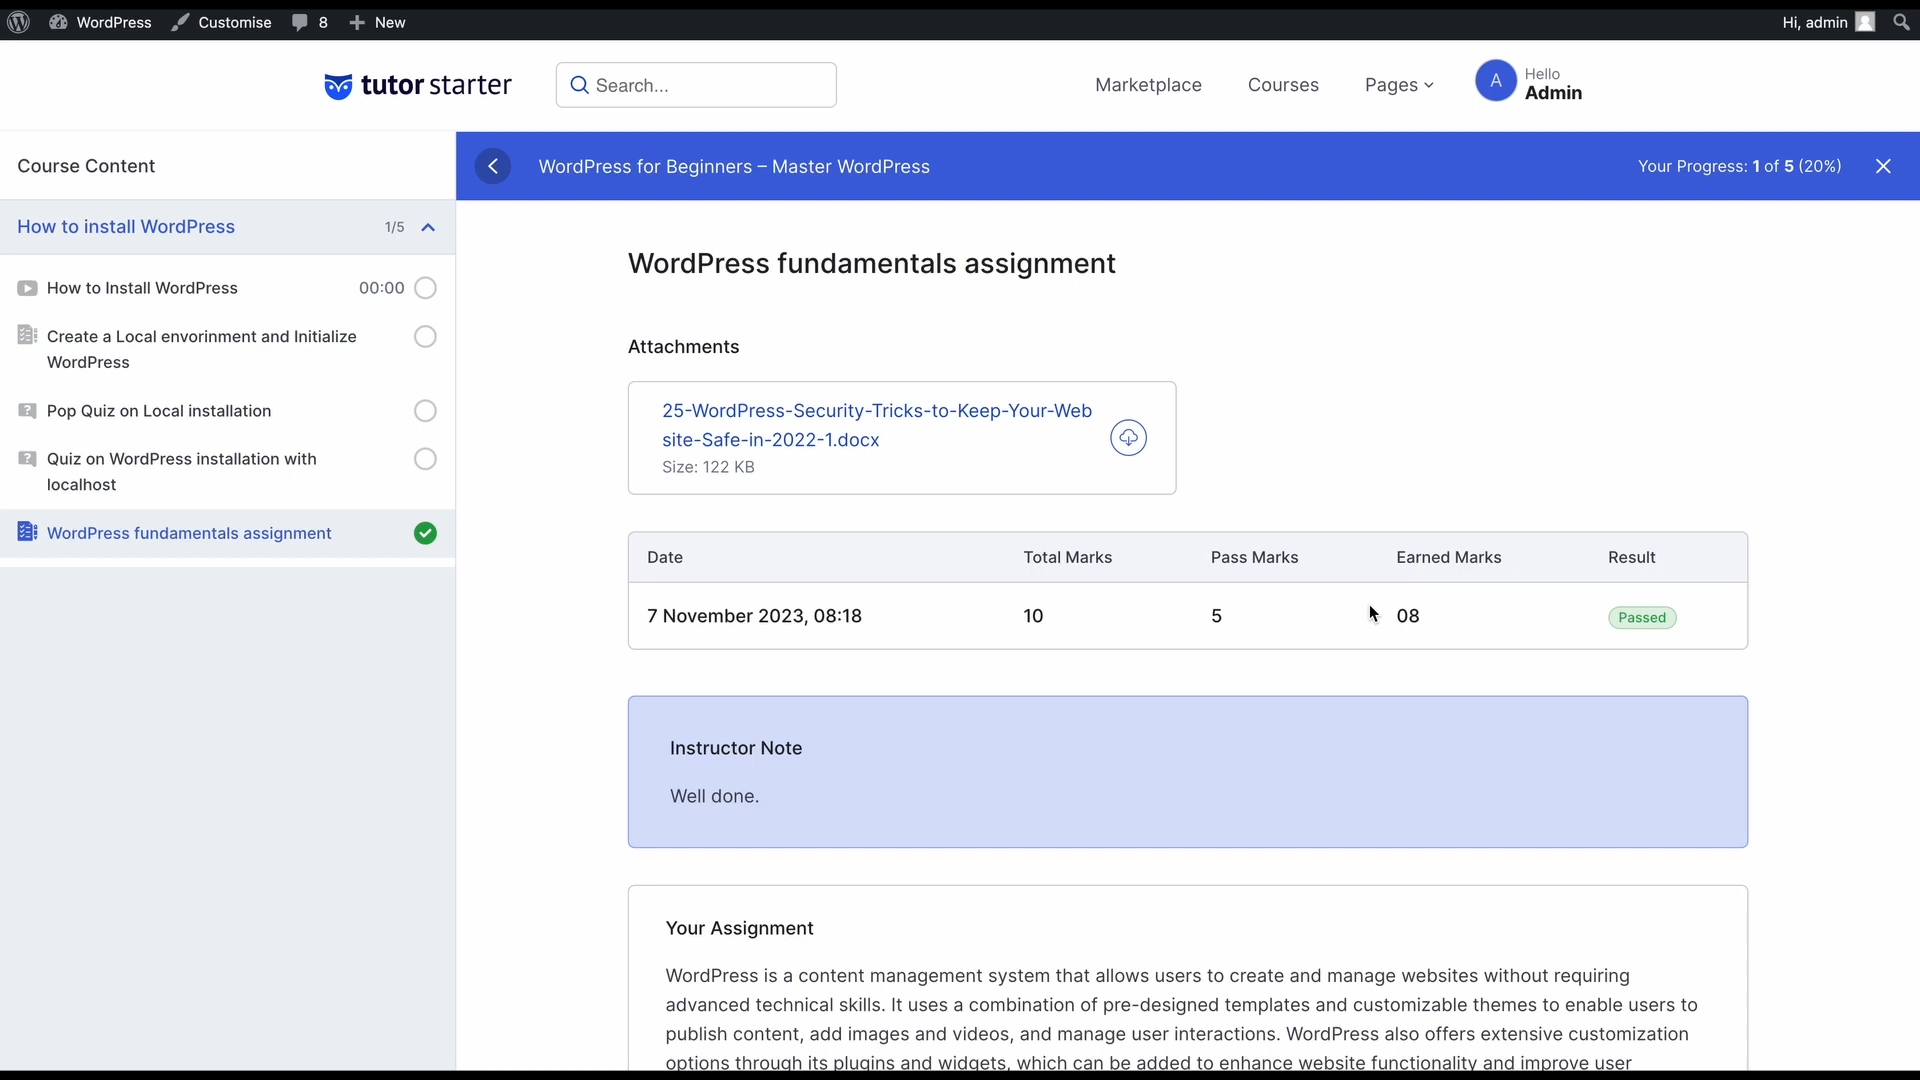 WordPress Customise 8 New Hi, admin
tutor starter Search... Marketplace Courses Pages A Hello
Admin
Course Content
WordPress for Beginners – Master WordPress Your Progress: 1 of 5 (20%)
How to install WordPress 1/5
How to Install WordPress 00:00
Create a Local envorinment and Initialize
WordPress
Pop Quiz on Local installation
Quiz on WordPress installation with
localhost
WordPress fundamentals assignment
WordPress fundamentals assignment
Attachments
25-WordPress-Security-Tricks-to-Keep-Your-Web
site-Safe-in-2022-1.docx
Size: 122 KB
Date Total Marks Pass Marks Earned Marks Result
7 November 2023, 08:18 10 5 08 Passed
Instructor Note
Well done.
Your Assignment
WordPress is a content management system that allows users to create and manage websites without requiring
advanced technical skills. It uses a combination of pre-designed templates and customizable themes to enable users to
publish content, add images and videos, and manage user interactions. WordPress also offers extensive customization
options through its plugins and widgets, which can be added to enhance website functionality and improve user